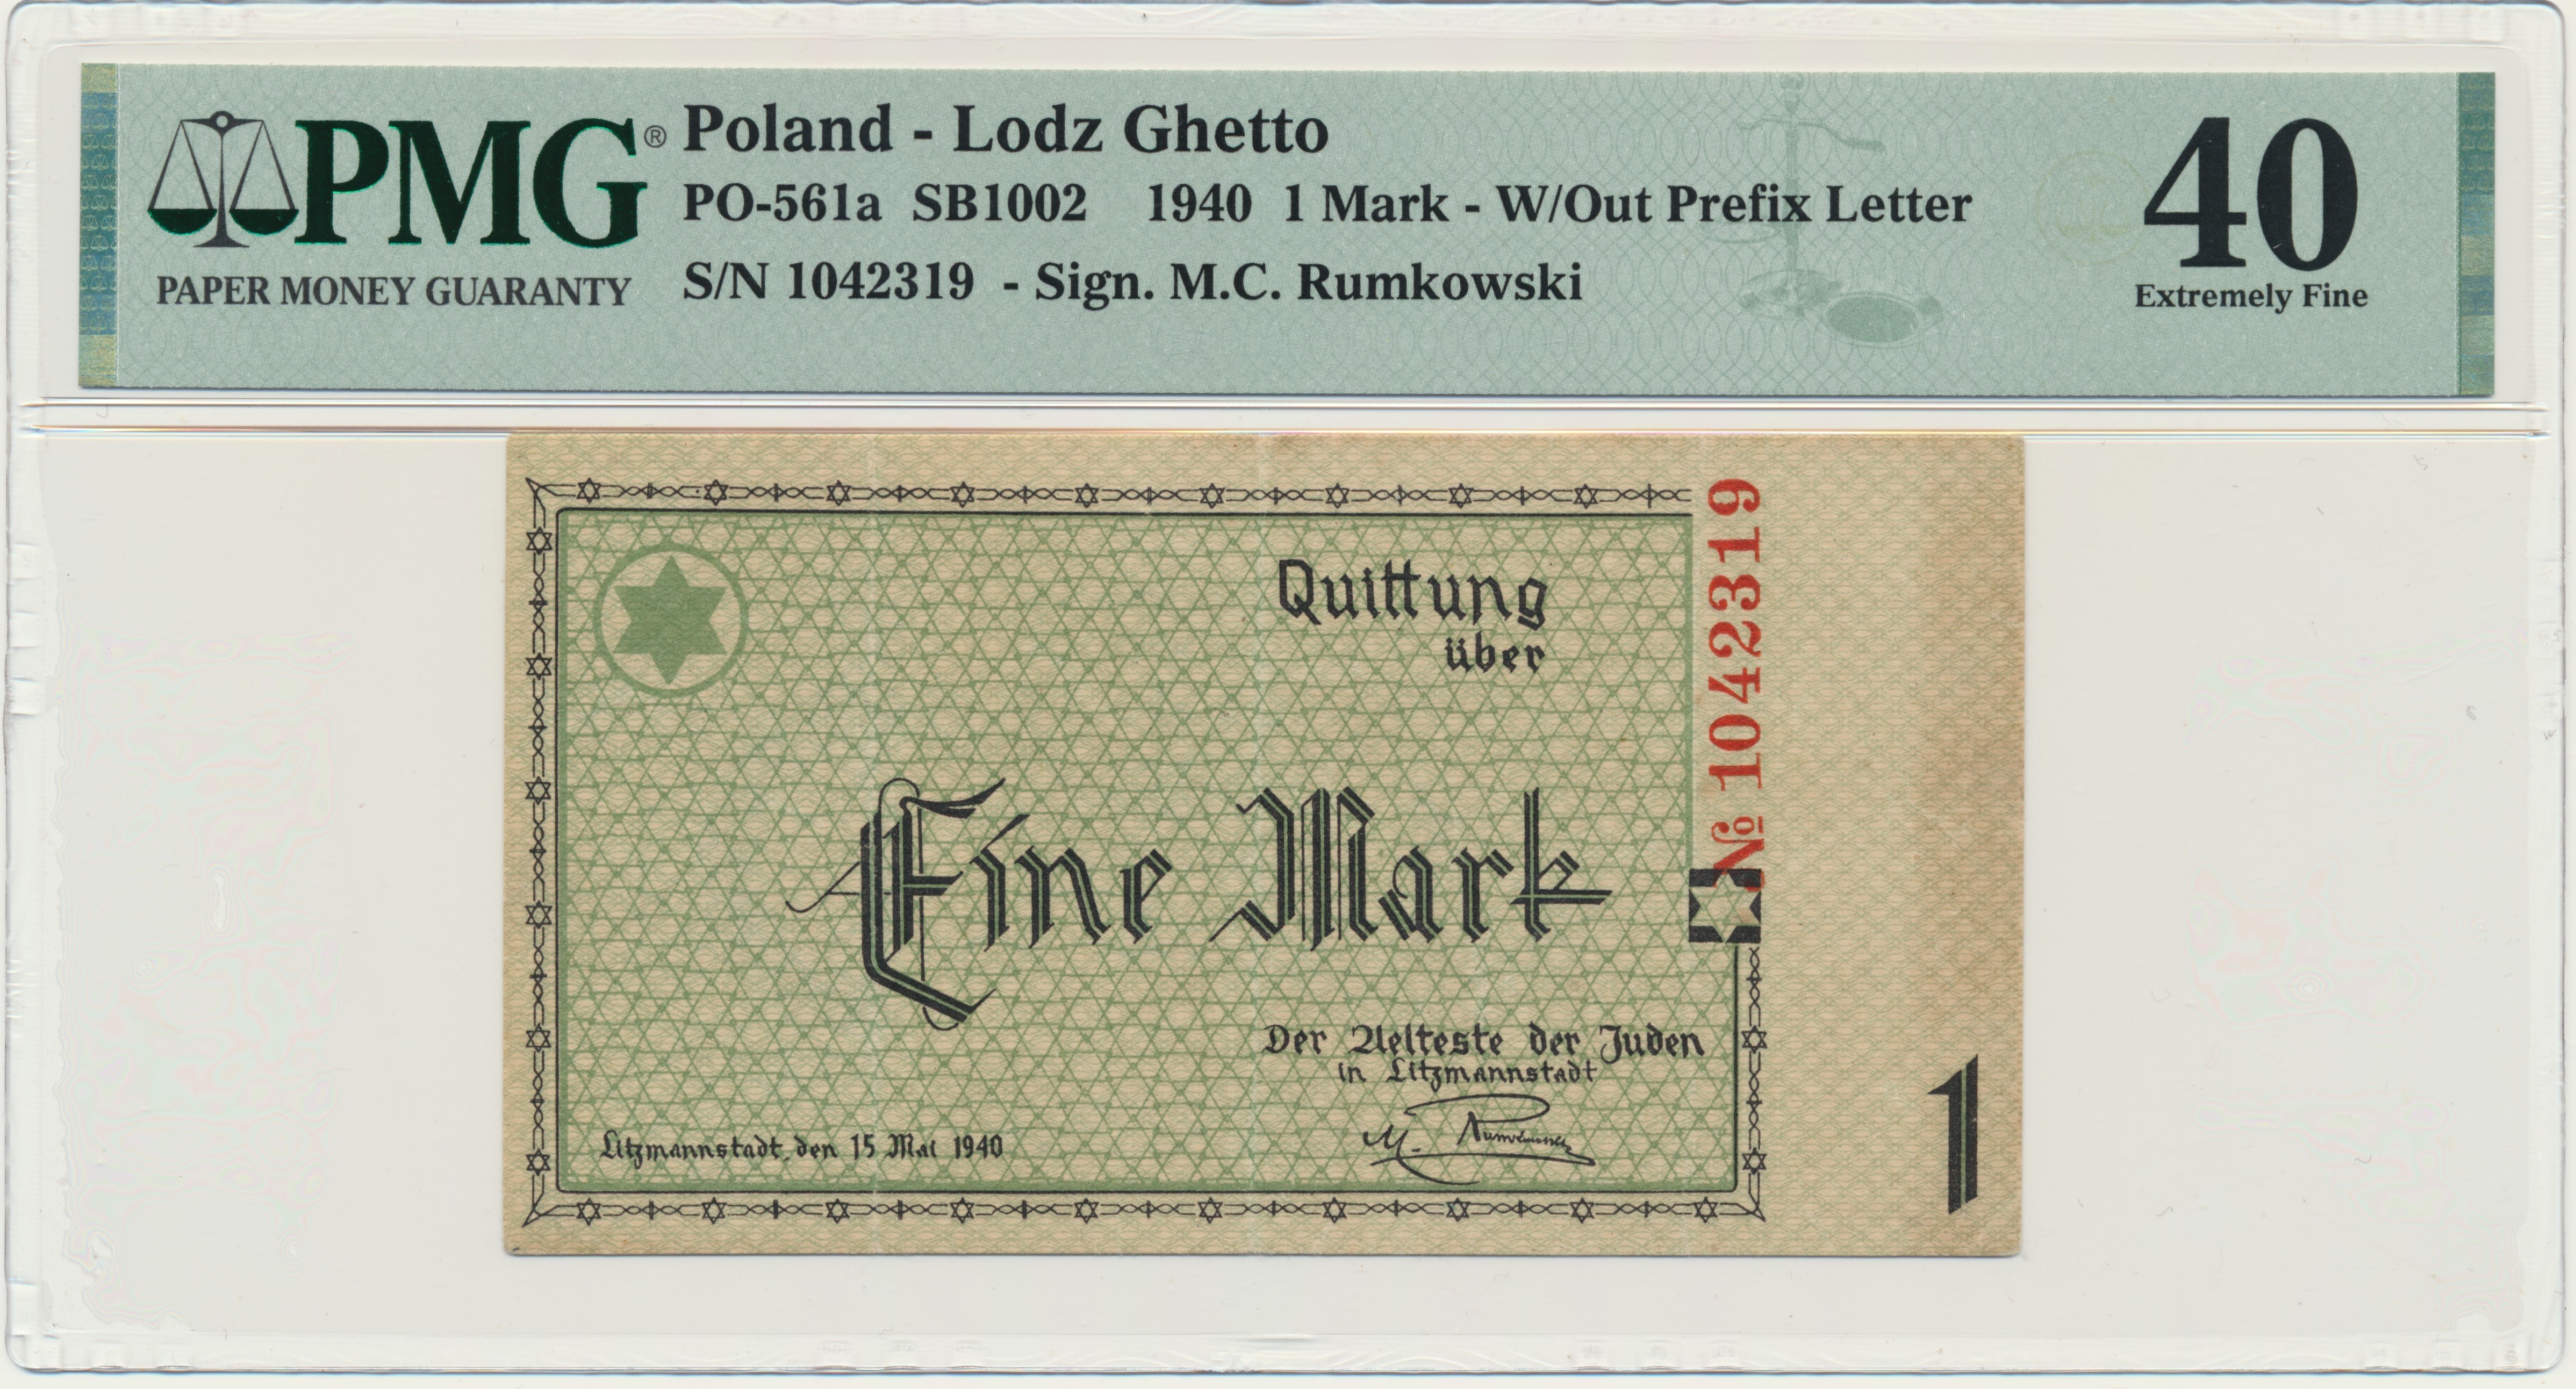 PMG®
PAPER MONEY GUARANTY
Poland - Lodz Ghetto
PO-561a SB1002 1940 1 Mark - W/Out Prefix Letter
S/N 1042319 - Sign. M.C. Rumkowski
40
Extremely Fine
Quittung
über
Eine Mark
№ 1042319
Der Aelteste der Juden
in Litzmannstadt
M. Rumkowski
Litzmannstadt, den 15 Mai 1940
1